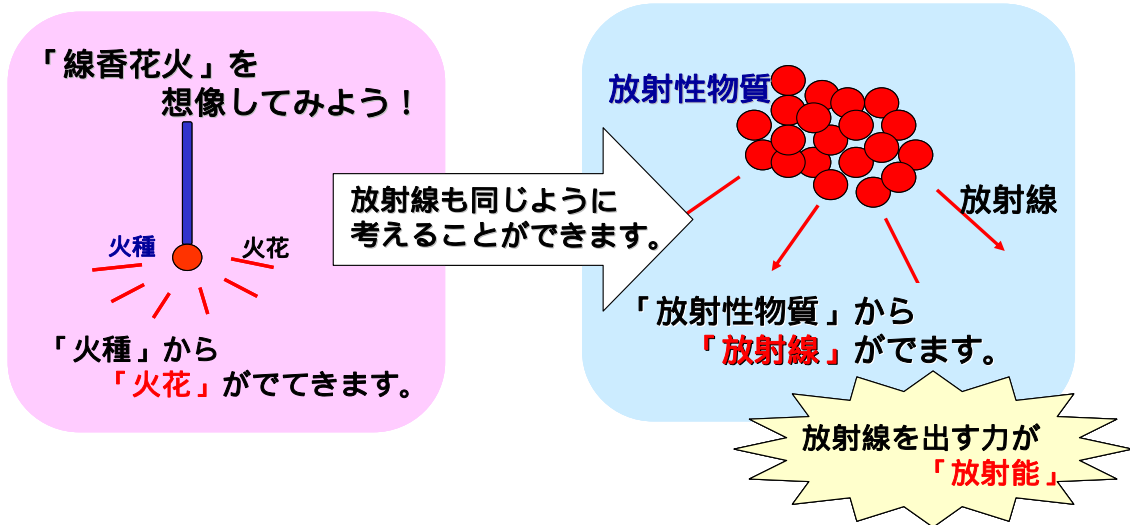 「線香花火」を
想像してみよう！
火種
火花
「火種」から
「火花」がでてきます。
放射線も同じように
考えることができます。
放射性物質
放射線
「放射性物質」から
「放射線」がでます。
放射線を出す力が
「放射能」